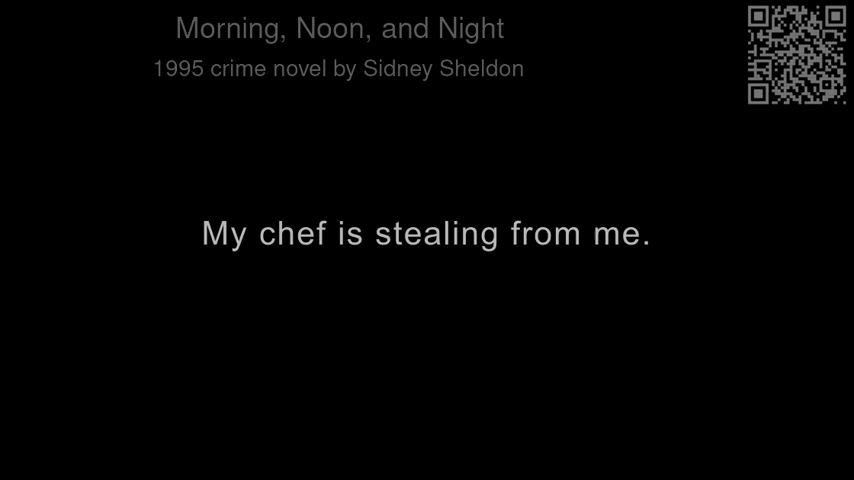 Morning, Noon, and Night
1995 crime novel by Sidney Sheldon
My chef is stealing from me.